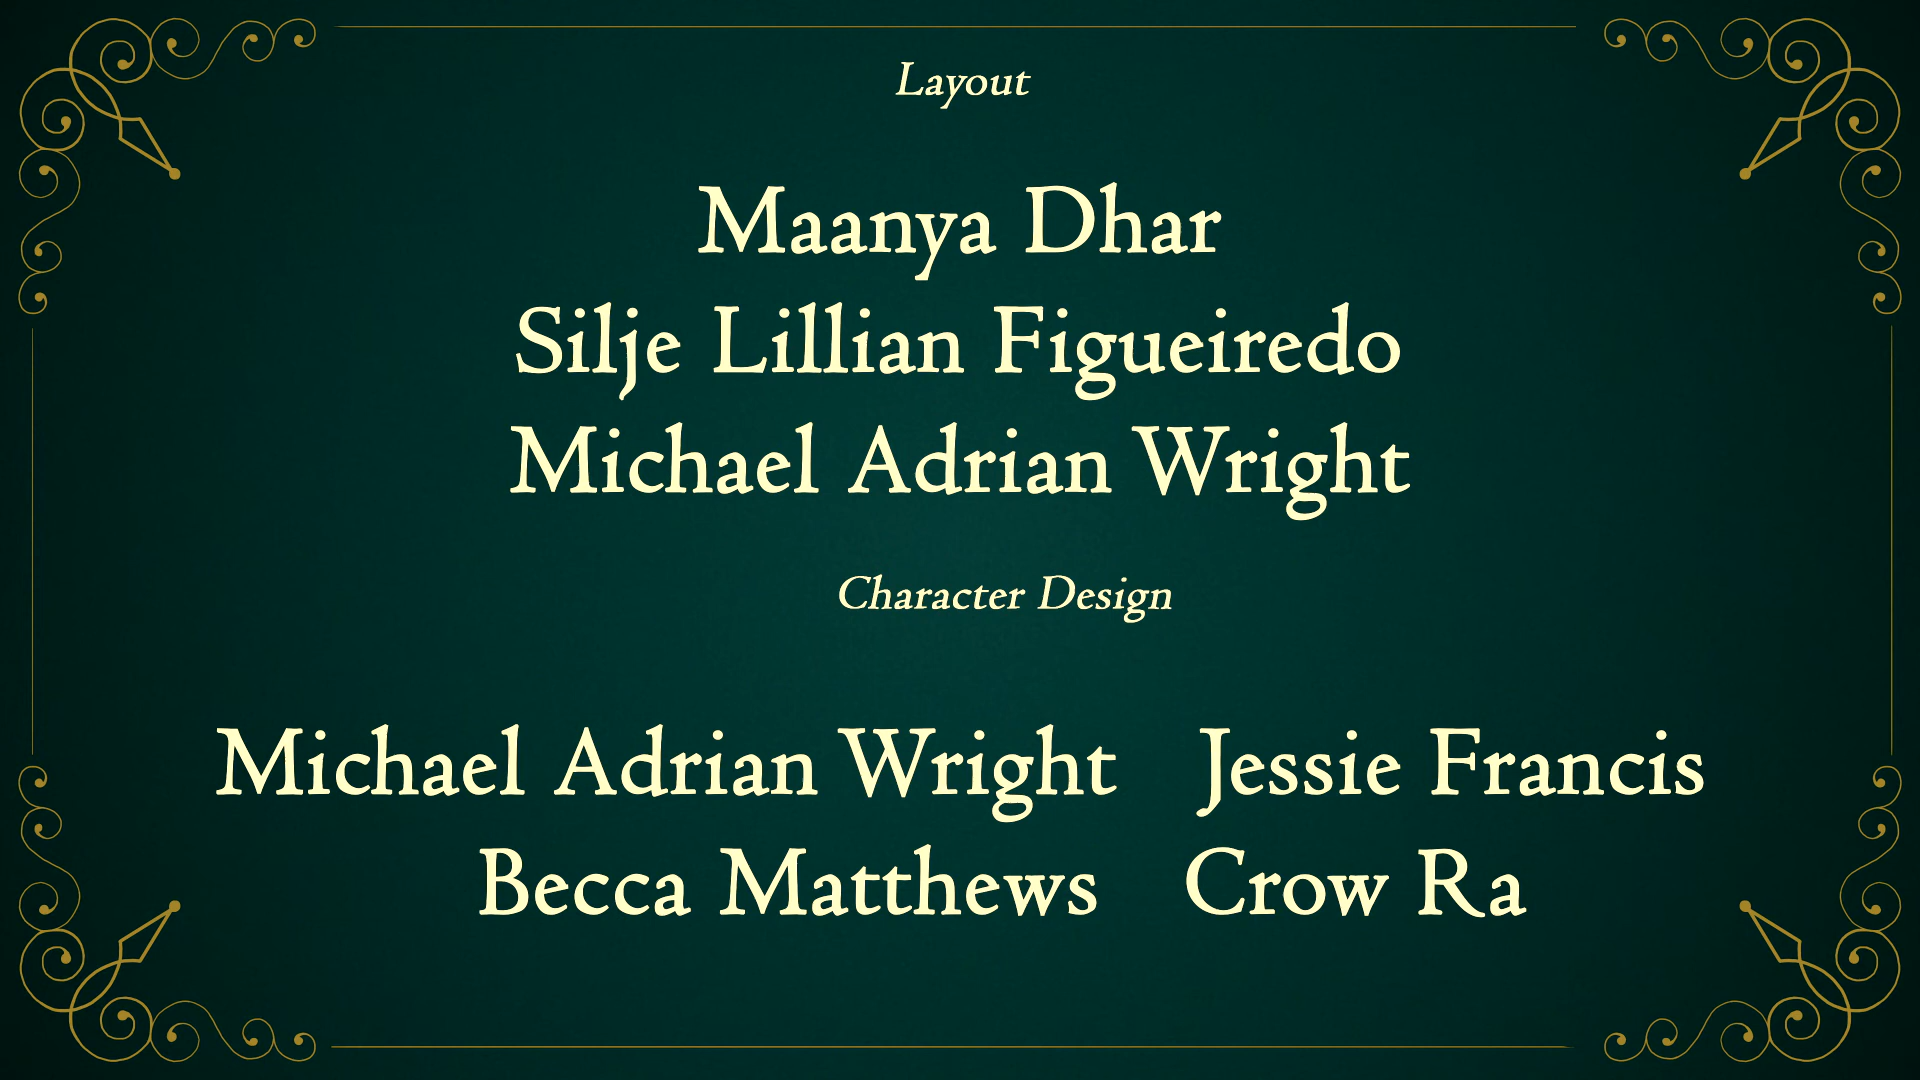 Layout
Maanya Dhar
Silje Lillian Figueiredo
Michael Adrian Wright
Character Design
Michael Adrian Wright Jessie Francis
Becca Matthews Crow Ra